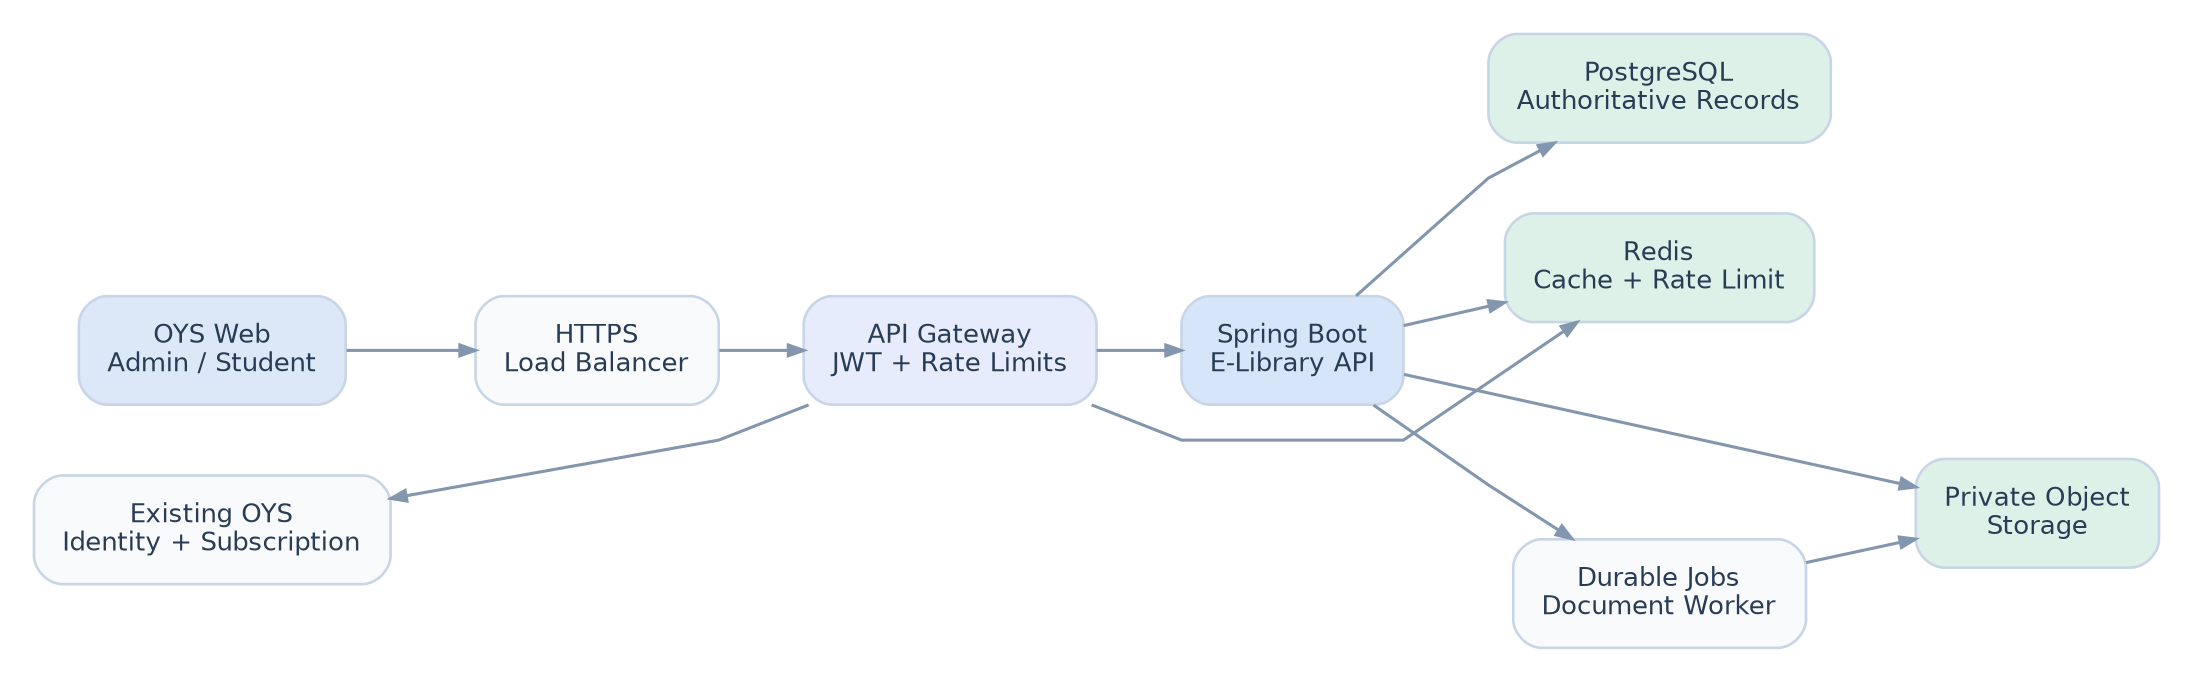 PostgreSQL
Authoritative Records
Redis
Cache + Rate Limit
OYS Web
Admin / Student
HTTPS
Load Balancer
API Gateway
JWT + Rate Limits
Spring Boot
E-Library API
Existing OYS
Identity + Subscription
Private Object
Storage
Durable Jobs
Document Worker